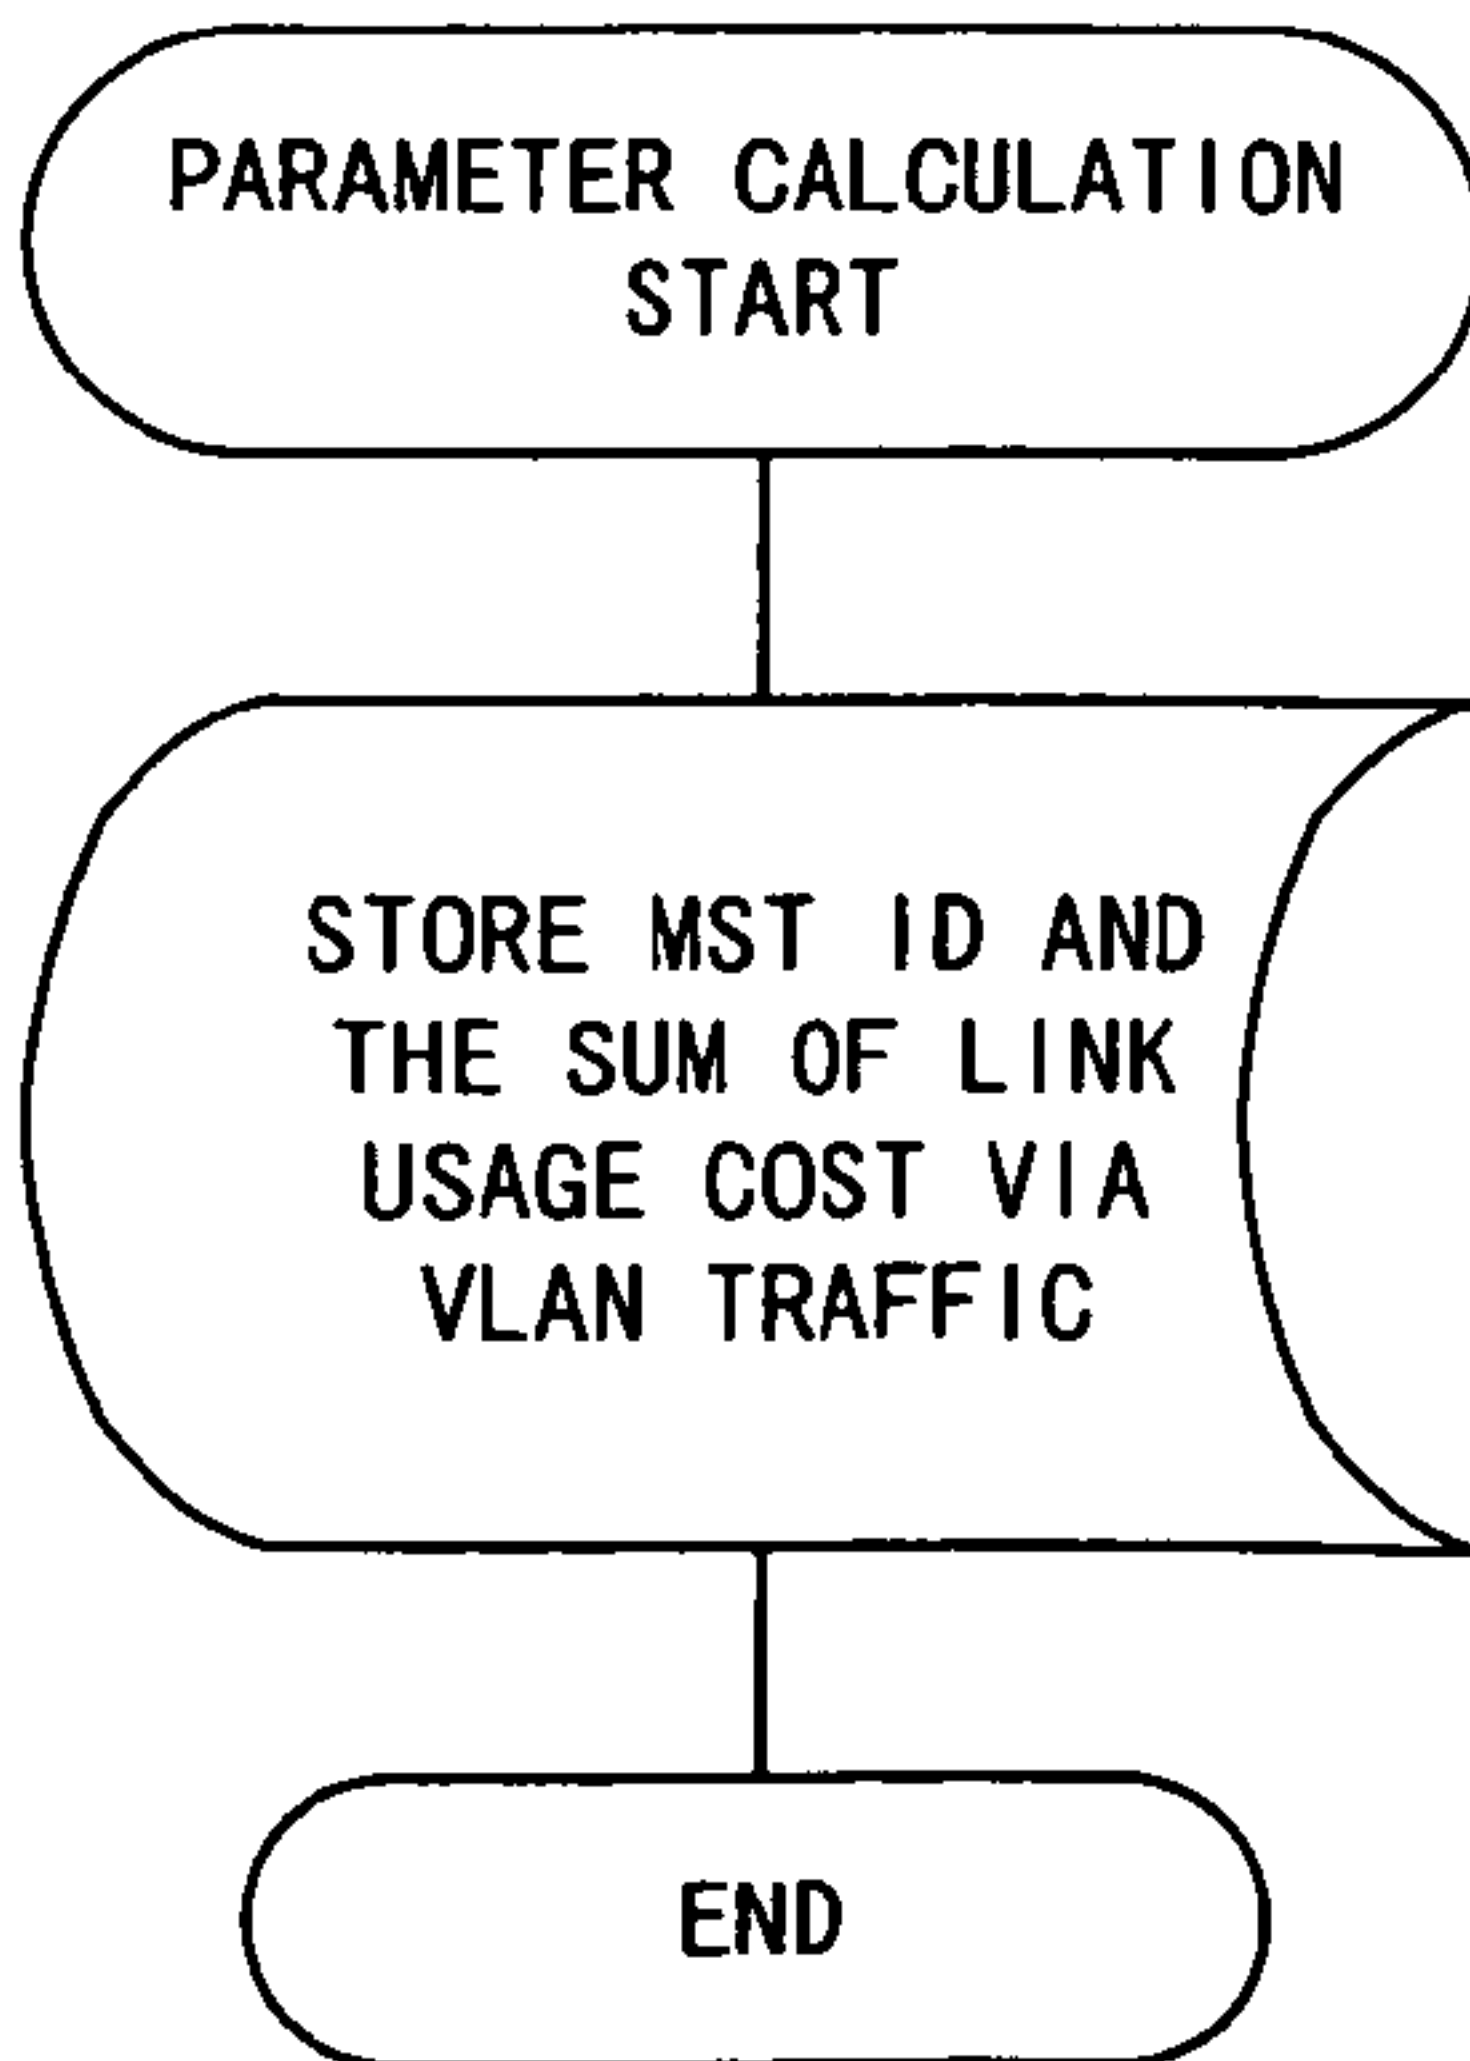 PARAMETER CALCULATION
START
STORE MST ID AND
THE SUM OF LINK
USAGE COST VIA
VLAN TRAFFIC
END